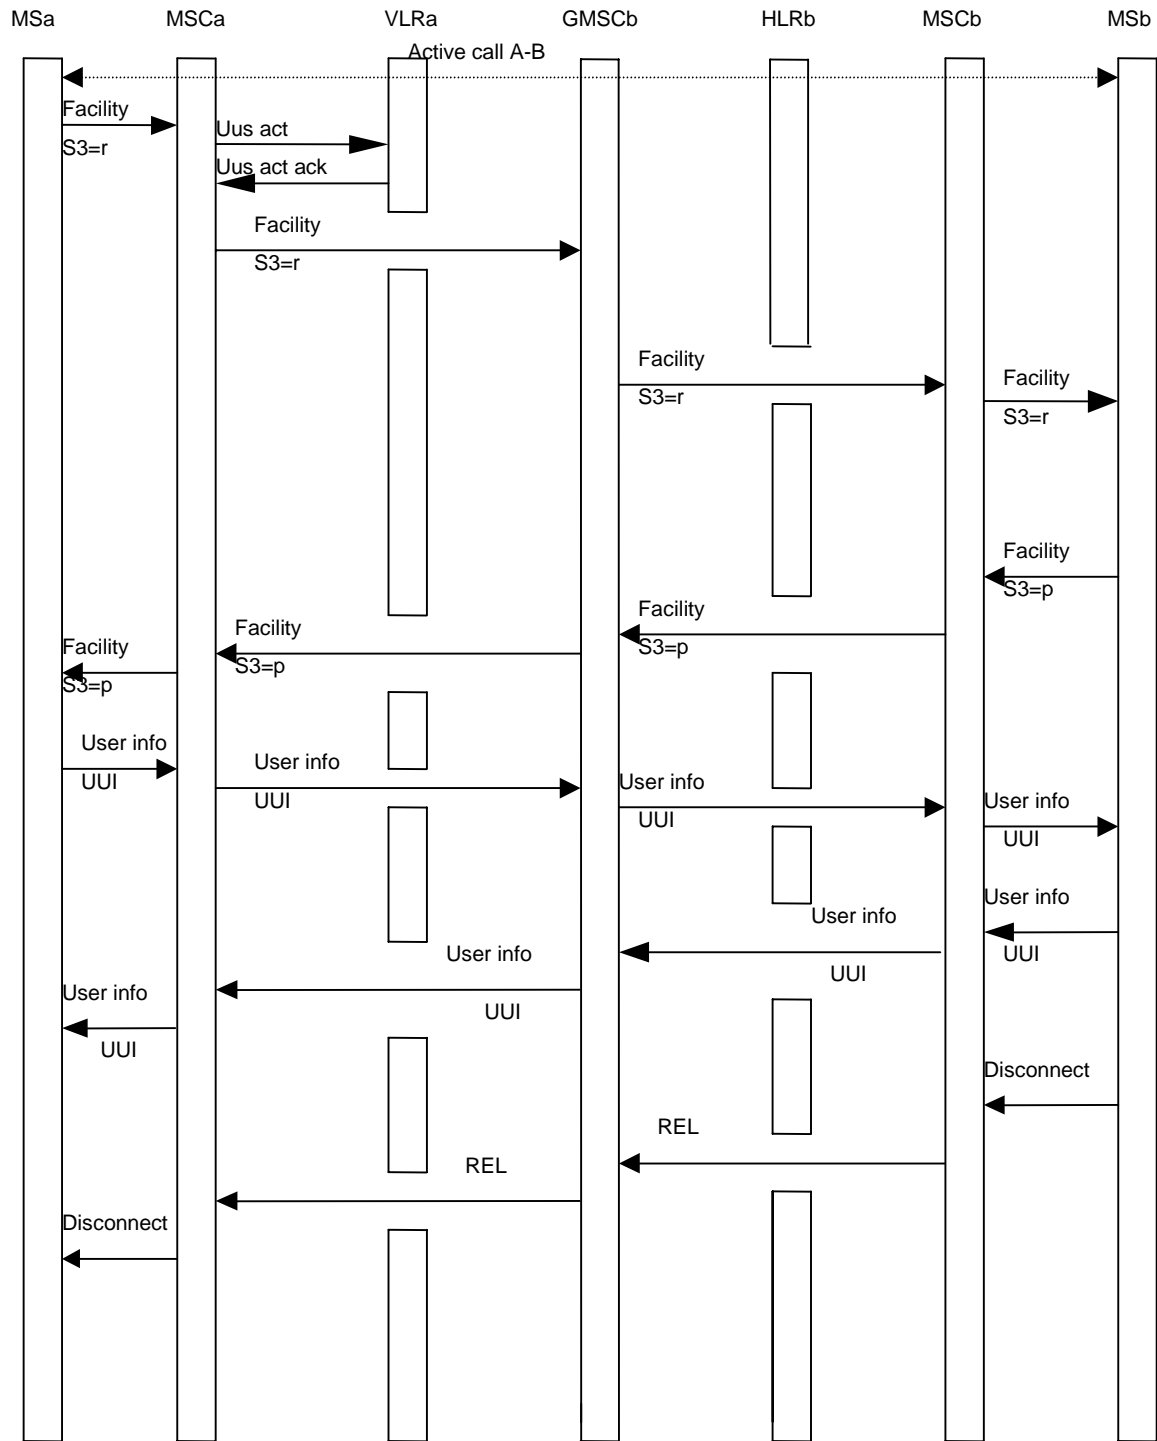 MSa MSCa VLRa GMSCb HLRb MSCb MSb
Active call A-B
Facility
S3=r
Uus act
Uus act ack
Facility
S3=r
Facility
S3=r
Facility
S3=r
Facility
S3=p
Facility
S3=p
Facility
S3=p
Facility
S3=p
User info
UUI
User info
UUI
User info
UUI
User info
UUI
User info
UUI
User info
UUI
User info
UUI
User info
UUI
Disconnect
REL
REL
Disconnect